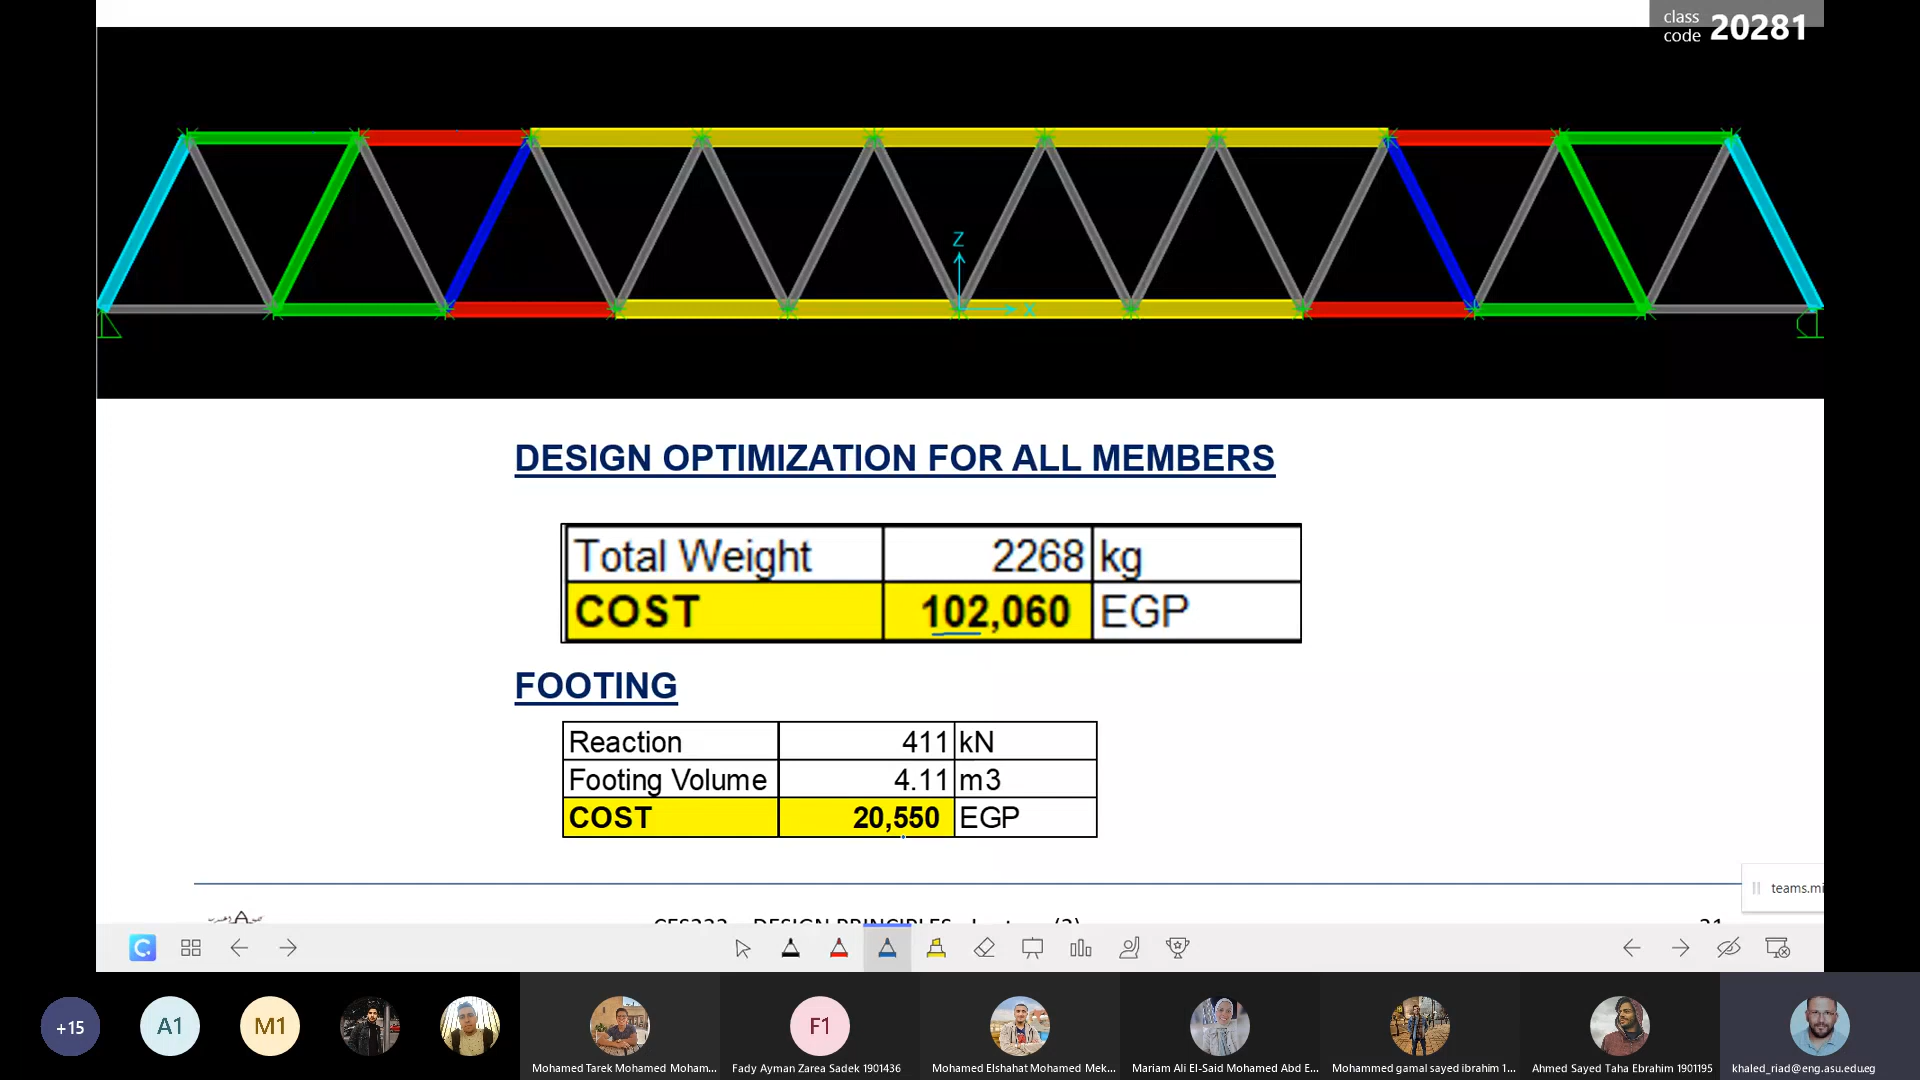 class
code 20281
Z
X
DESIGN OPTIMIZATION FOR ALL MEMBERS
Total Weight 2268 kg
COST 102,060 EGP
FOOTING
Reaction 411 kN
Footing Volume 4.11 m3
COST 20,550 EGP
teams.mi
+15
A1
M1
F1
Mohamed Tarek Mohamed Moham...
Fady Ayman Zarea Sadek 1901436
Mohamed Elshahat Mohamed Mek...
Mariam Ali El-Said Mohamed Abd E...
Mohammed gamal sayed ibrahim 1...
Ahmed Sayed Taha Ebrahim 1901195
khaled_riad@eng.asu.edu.eg